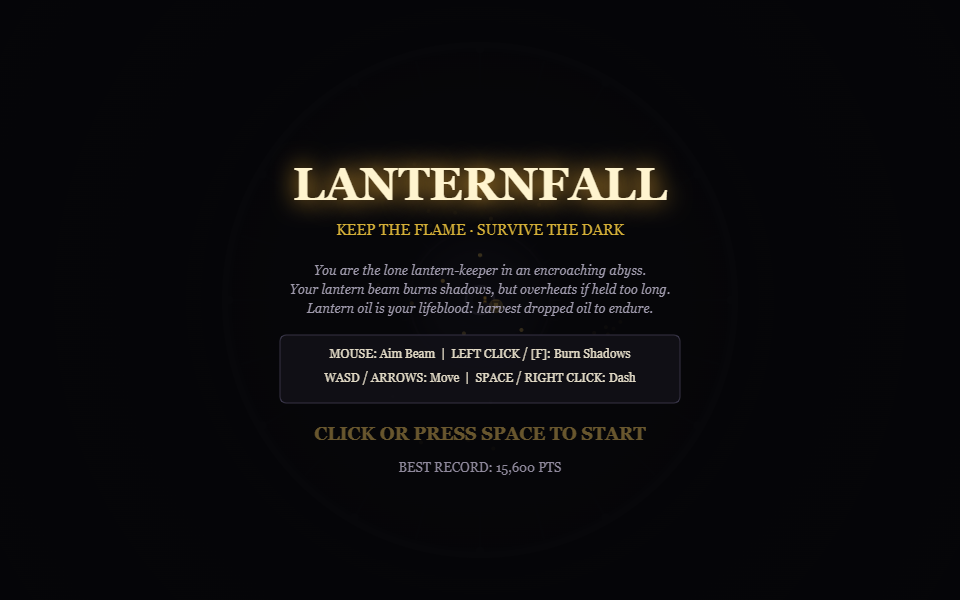 LANTERNFALL
KEEP THE FLAME · SURVIVE THE DARK
You are the lone lantern-keeper in an encroaching abyss.
Your lantern beam burns shadows, but overheats if held too long.
Lantern oil is your lifeblood: harvest dropped oil to endure.
MOUSE: Aim Beam | LEFT CLICK / [F]: Burn Shadows
WASD / ARROWS: Move | SPACE / RIGHT CLICK: Dash
CLICK OR PRESS SPACE TO START
BEST RECORD: 15,600 PTS